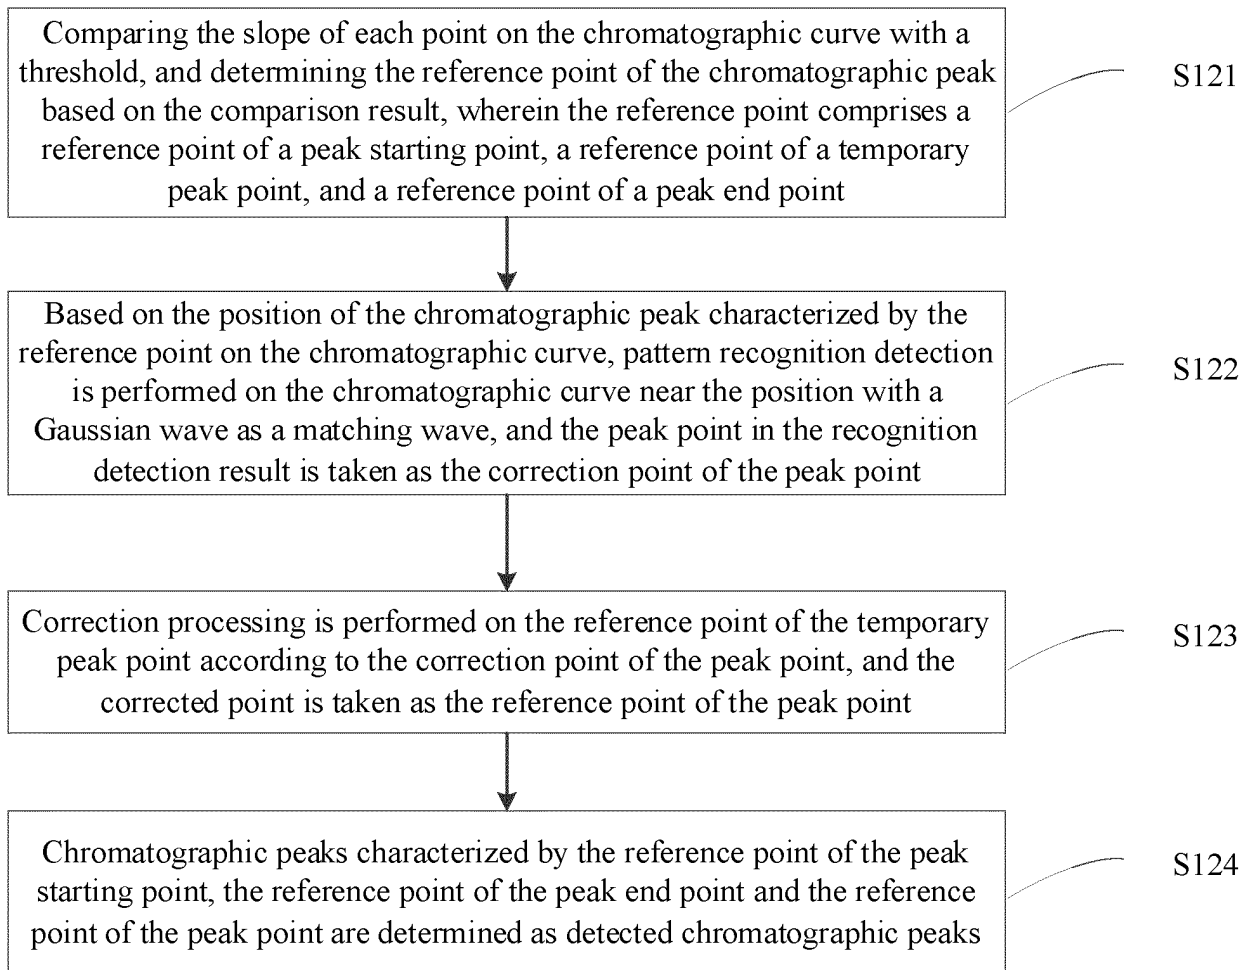 Comparing the slope of each point on the chromatographic curve with a
threshold, and determining the reference point of the chromatographic peak
based on the comparison result, wherein the reference point comprises a
reference point of a peak starting point, a reference point of a temporary
peak point, and a reference point of a peak end point
S121
Based on the position of the chromatographic peak characterized by the
reference point on the chromatographic curve, pattern recognition detection
is performed on the chromatographic curve near the position with a
Gaussian wave as a matching wave, and the peak point in the recognition
detection result is taken as the correction point of the peak point
S122
Correction processing is performed on the reference point of the temporary
peak point according to the correction point of the peak point, and the
corrected point is taken as the reference point of the peak point
S123
Chromatographic peaks characterized by the reference point of the peak
starting point, the reference point of the peak end point and the reference
point of the peak point are determined as detected chromatographic peaks
S124